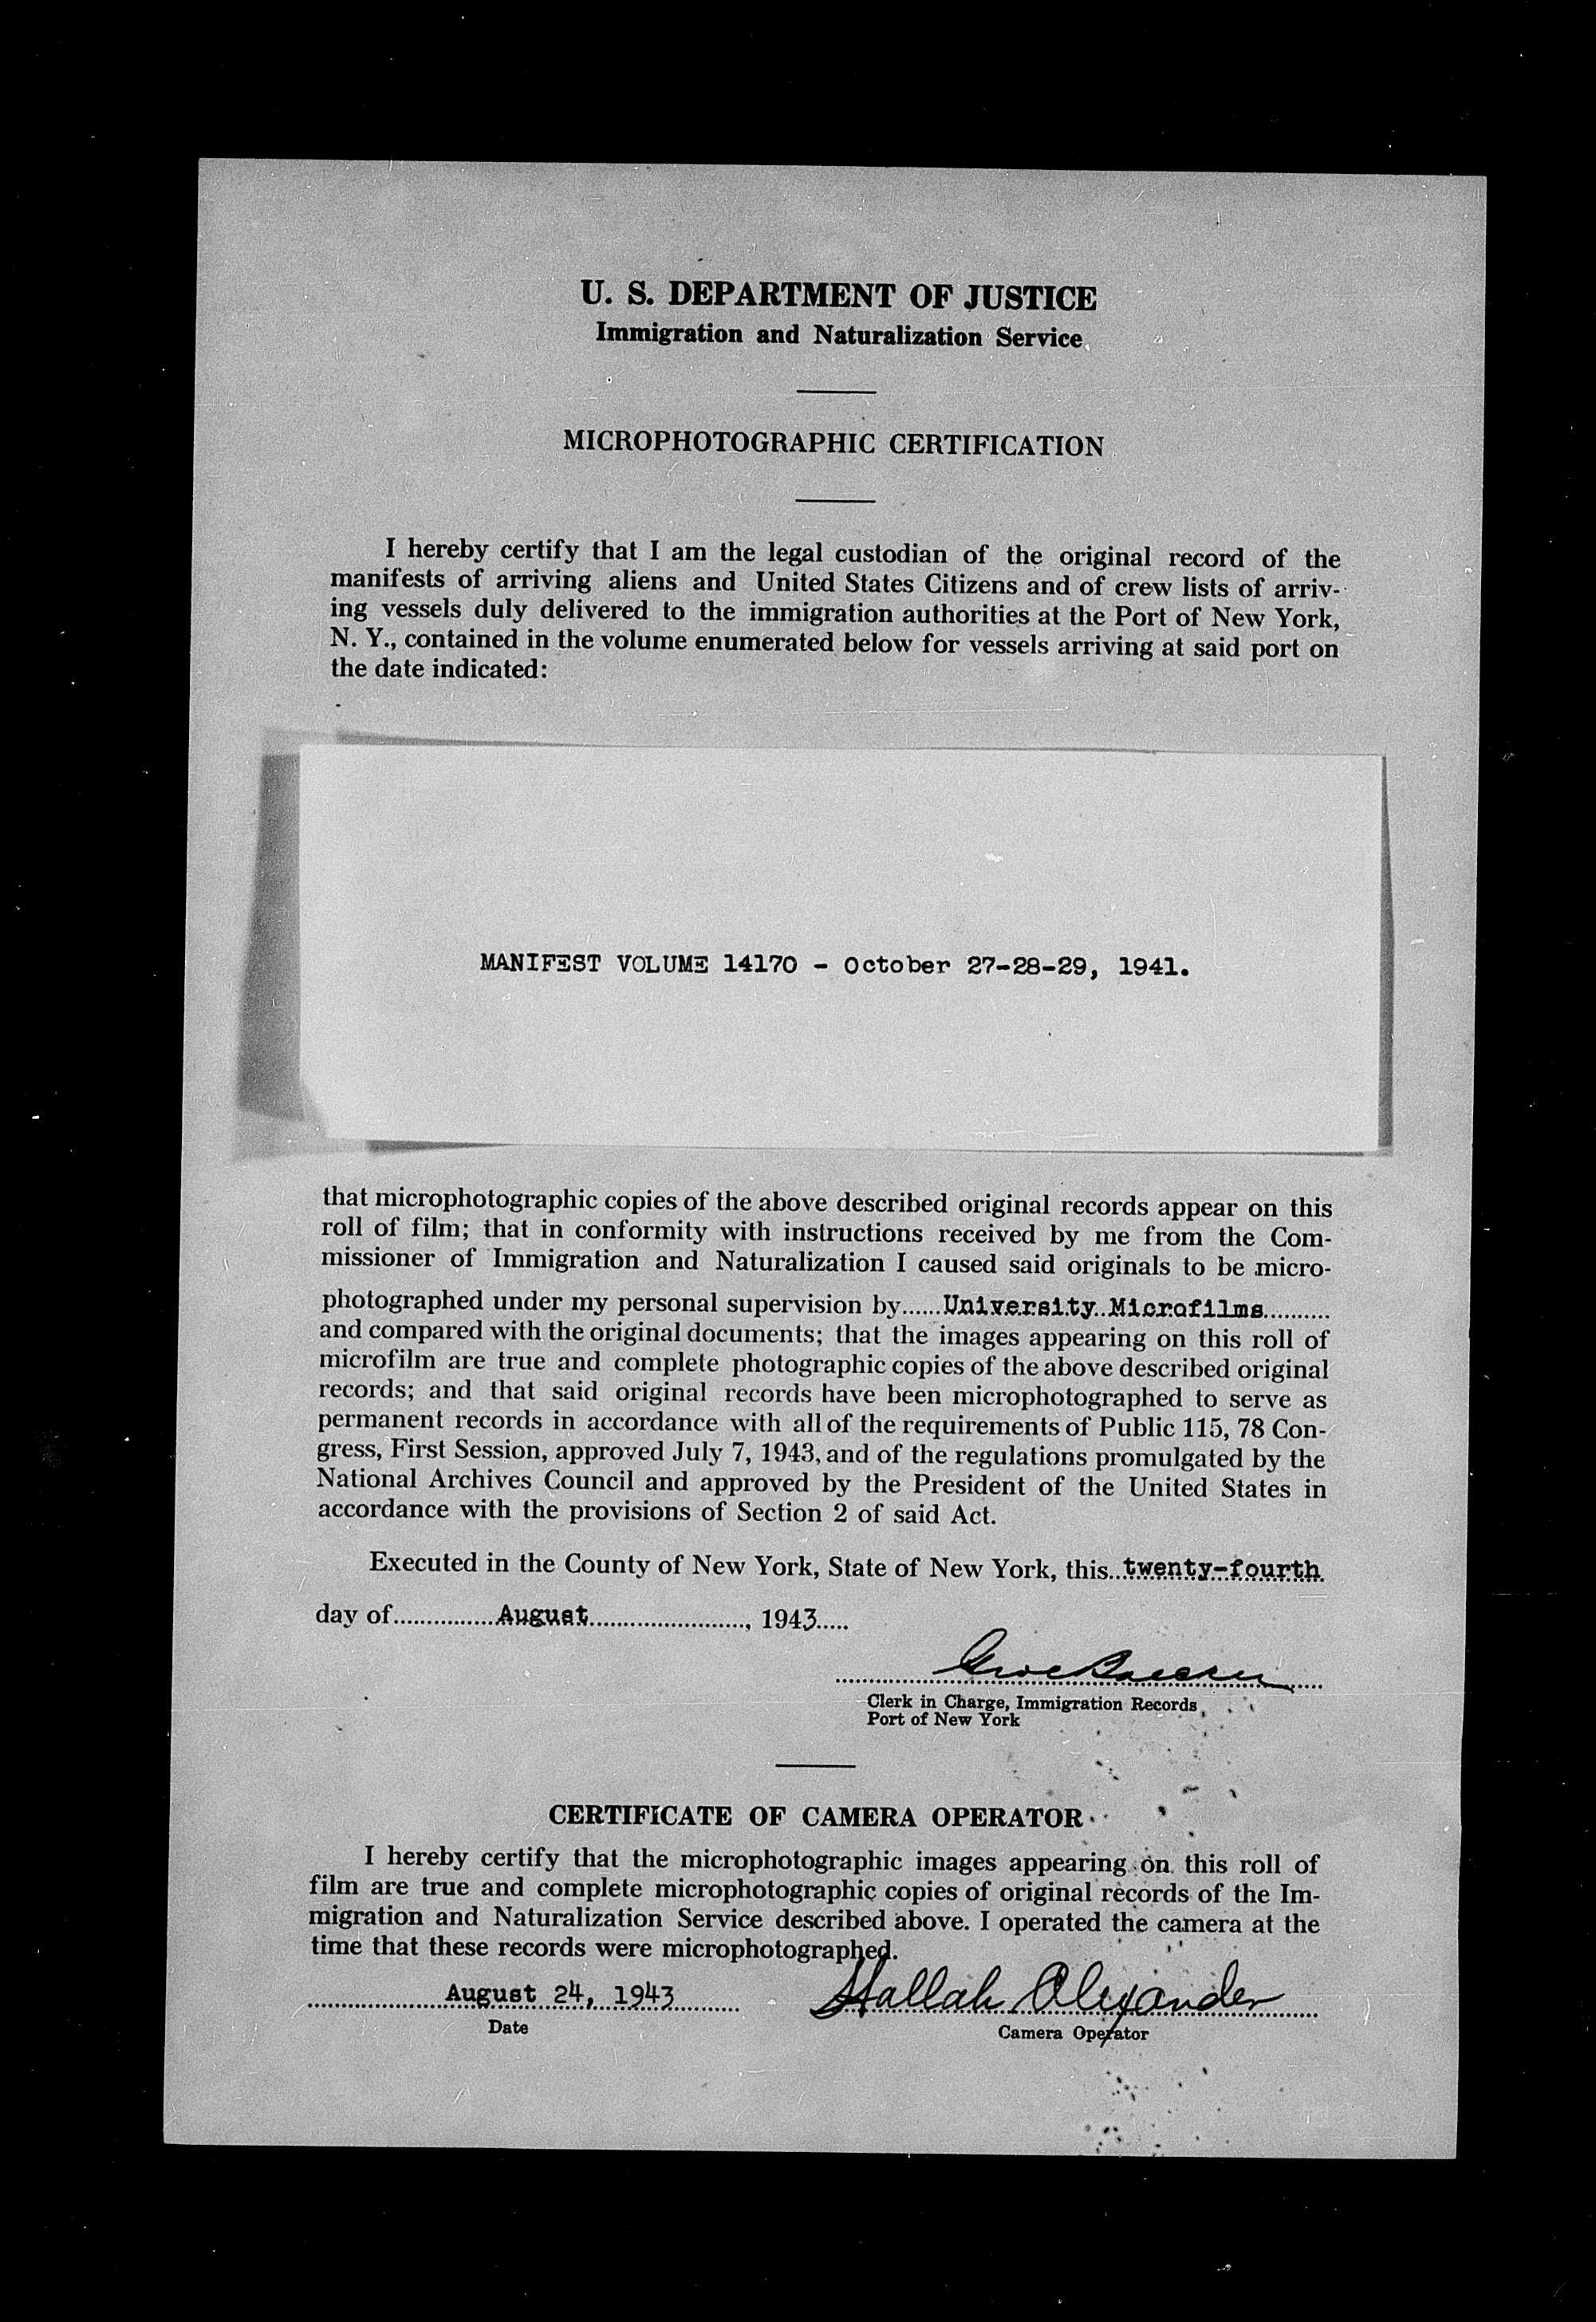 U. S. DEPARTMENT OF JUSTICE
Immigration and Naturalization Service
MICROPHOTOGRAPHIC CERTIFICATION
I hereby certify that I am the legal custodian of the original record of the
manifests of arriving aliens and United States Citizens and of crew lists of arriv-
ing vessels duly delivered to the immigration authorities at the Port of New York,
N. Y., contained in the volume enumerated below for vessels arriving at said port on
the date indicated:
MANIFEST VOLUME 14170 - October 27-28-29, 1941.
that microphotographic copies of the above described original records appear on this
roll of film; that in conformity with instructions received by me from the Com-
missioner of Immigration and Naturalization I caused said originals to be micro-
photographed under my personal supervision by......University Microfilms..........
and compared with the original documents; that the images appearing on this roll of
microfilm are true and complete photographic copies of the above described original
records; and that said original records have been microphotographed to serve as
permanent records in accordance with all of the requirements of Public 115, 78 Con-
gress, First Session, approved July 7, 1943, and of the regulations promulgated by the
National Archives Council and approved by the President of the United States in
accordance with the provisions of Section 2 of said Act.
Executed in the County of New York, State of New York, this..twenty-fourth
day of...............August......................., 1943.....
Clerk in Charge, Immigration Records
Port of New York
CERTIFICATE OF CAMERA OPERATOR
I hereby certify that the microphotographic images appearing on this roll of
film are true and complete microphotographic copies of original records of the Im-
migration and Naturalization Service described above. I operated the camera at the
time that these records were microphotographed.
August 24, 1943 Hallah Alexander
Date Camera Operator